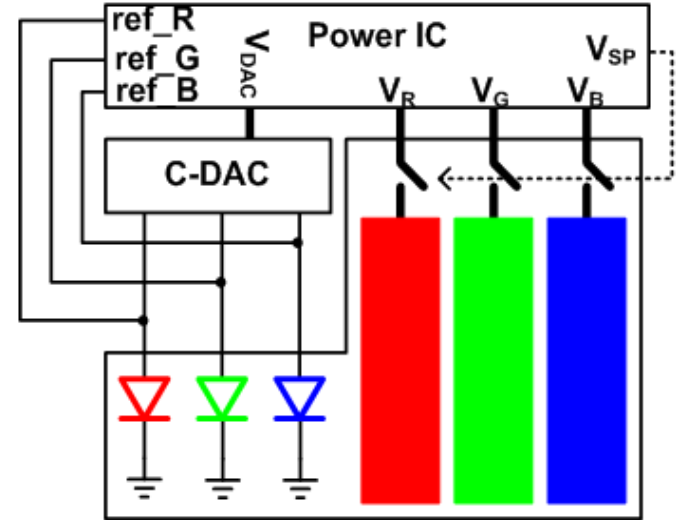 ref_R
ref_G
ref_B
VDAC
Power IC
VSP
VR
VG
VB
C-DAC